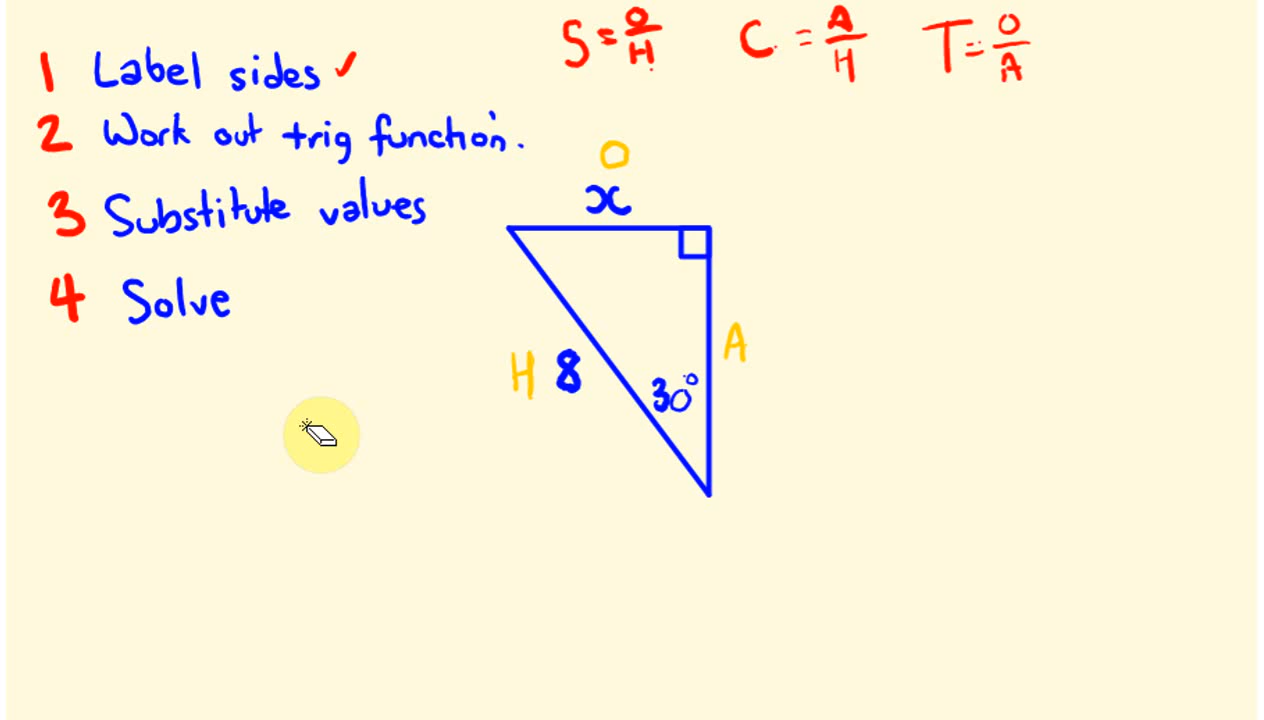 S = O/H C = A/H T = O/A
1 Label sides ✓
2 Work out trig function.
3 Substitute values
4 Solve
O
x
A
H 8
30°